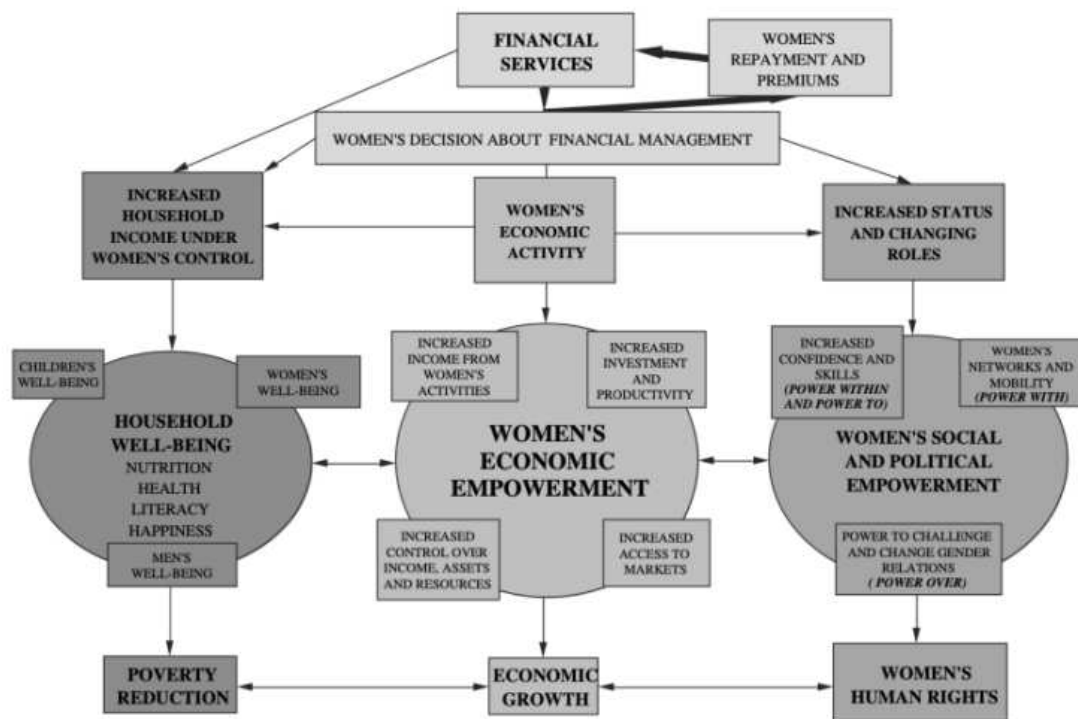 FINANCIAL
SERVICES
WOMEN'S
REPAYMENT AND
PREMIUMS
WOMEN'S DECISION ABOUT FINANCIAL MANAGEMENT
INCREASED
HOUSEHOLD
INCOME UNDER
WOMEN'S CONTROL
WOMEN'S
ECONOMIC
ACTIVITY
INCREASED STATUS
AND CHANGING
ROLES
CHILDREN'S
WELL-BEING
WOMEN'S
WELL-BEING
HOUSEHOLD
WELL-BEING
NUTRITION
HEALTH
LITERACY
HAPPINESS
MEN'S
WELL-BEING
INCREASED
INCOME FROM
WOMEN'S
ACTIVITIES
INCREASED
INVESTMENT
AND
PRODUCTIVITY
WOMEN'S
ECONOMIC
EMPOWERMENT
INCREASED
CONTROL OVER
INCOME, ASSETS
AND RESOURCES
INCREASED
ACCESS TO
MARKETS
INCREASED
CONFIDENCE AND
SKILLS
(POWER WITHIN
AND POWER TO)
WOMEN'S
NETWORKS AND
MOBILITY
(POWER WITH)
WOMEN'S SOCIAL
AND POLITICAL
EMPOWERMENT
POWER TO CHALLENGE
AND CHANGE GENDER
RELATIONS
( POWER OVER)
POVERTY
REDUCTION
ECONOMIC
GROWTH
WOMEN'S
HUMAN RIGHTS